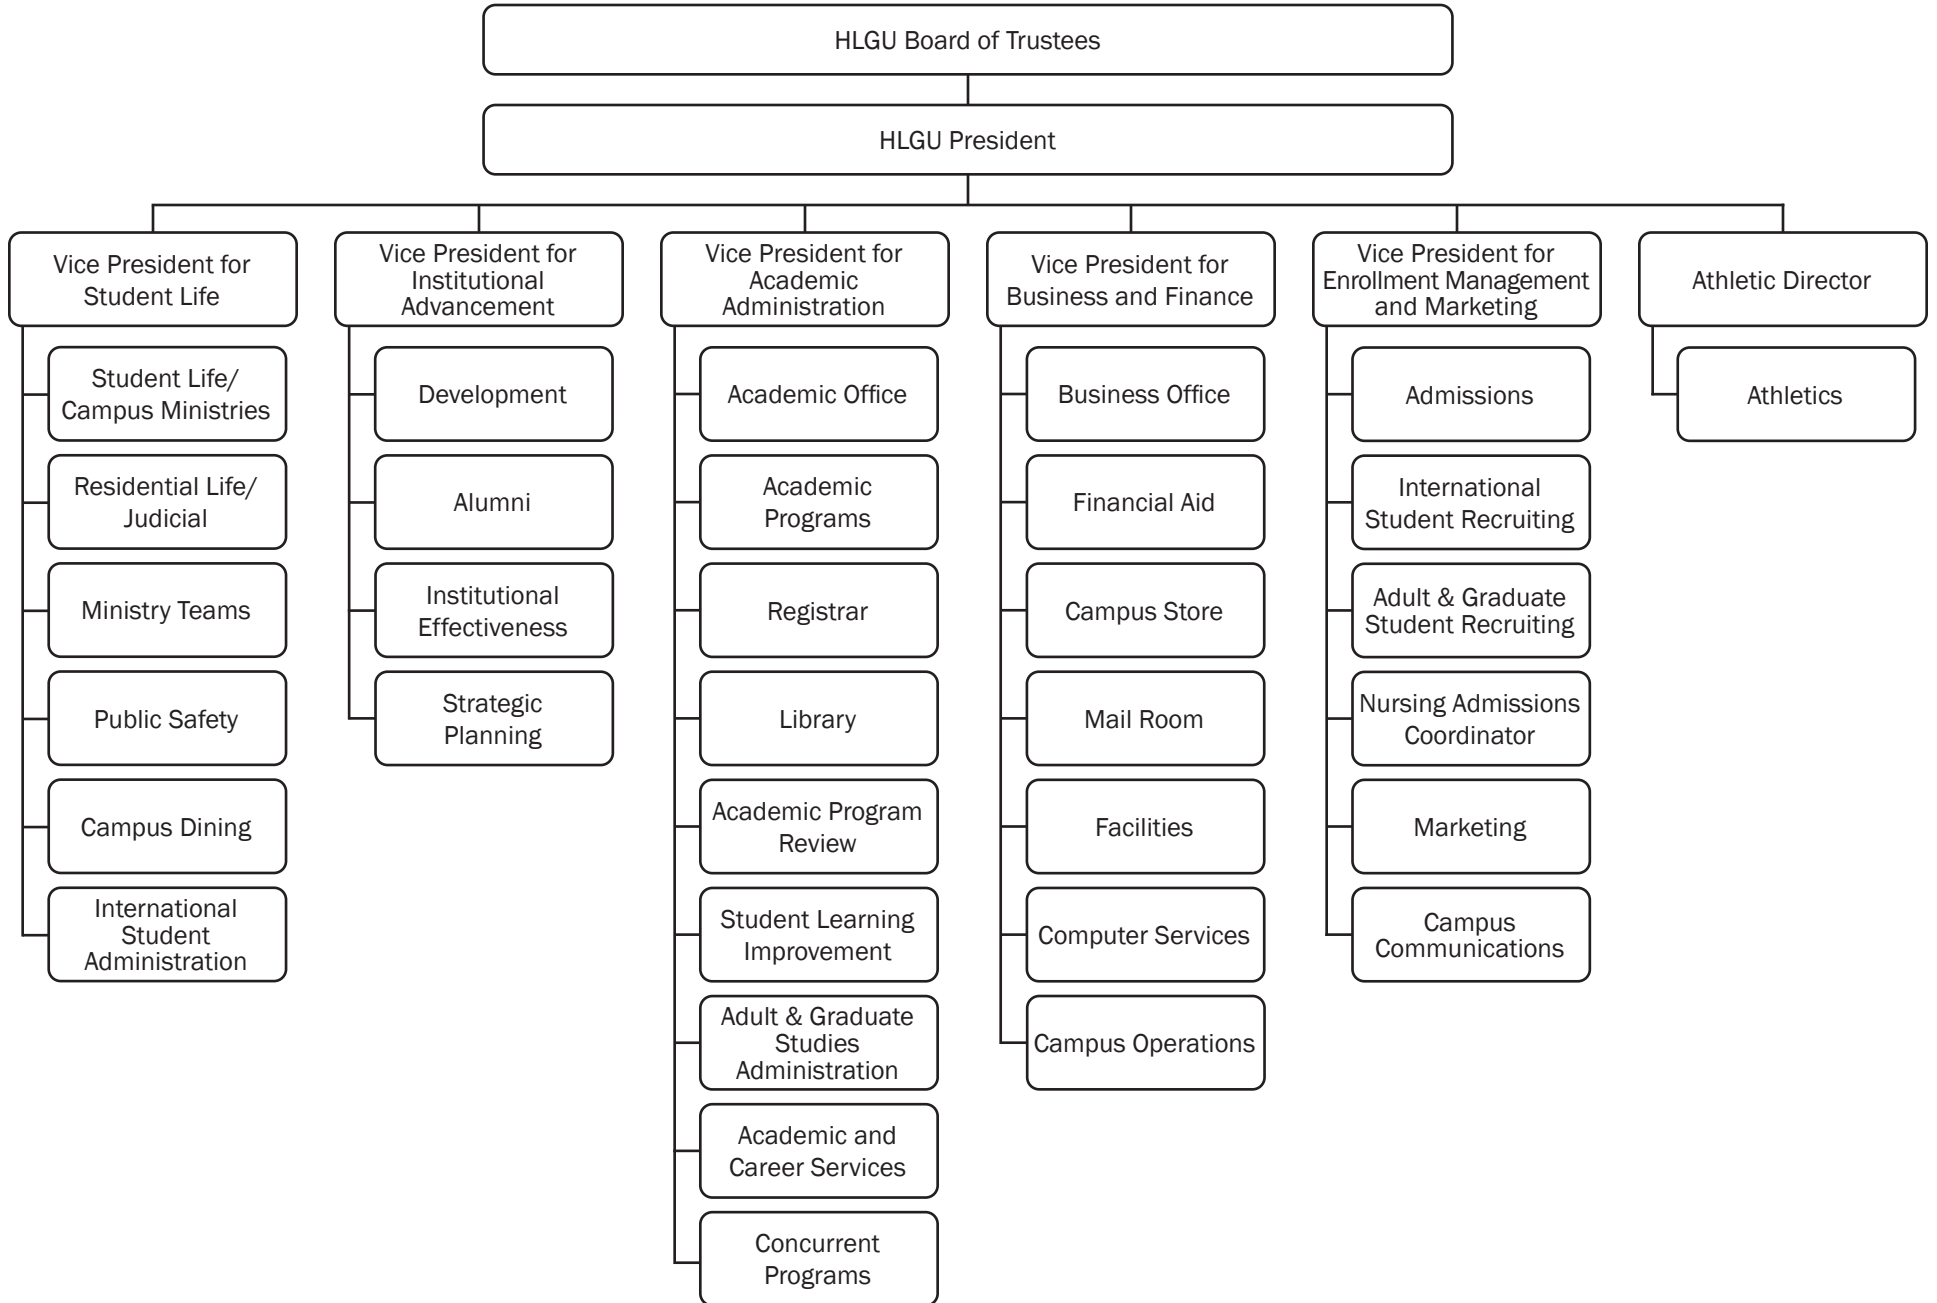 HLGU Board of Trustees
HLGU President
Vice President for
Student Life
Student Life/
Campus Ministries
Residential Life/
Judicial
Ministry Teams
Public Safety
Campus Dining
International
Student
Administration
Vice President for
Institutional
Advancement
Development
Alumni
Institutional
Effectiveness
Strategic
Planning
Vice President for
Academic
Administration
Academic Office
Academic
Programs
Registrar
Library
Academic Program
Review
Student Learning
Improvement
Adult & Graduate
Studies
Administration
Academic and
Career Services
Concurrent
Programs
Vice President for
Business and Finance
Business Office
Financial Aid
Campus Store
Mail Room
Facilities
Computer Services
Campus Operations
Vice President for
Enrollment Management
and Marketing
Admissions
International
Student Recruiting
Adult & Graduate
Student Recruiting
Nursing Admissions
Coordinator
Marketing
Campus
Communications
Athletic Director
Athletics